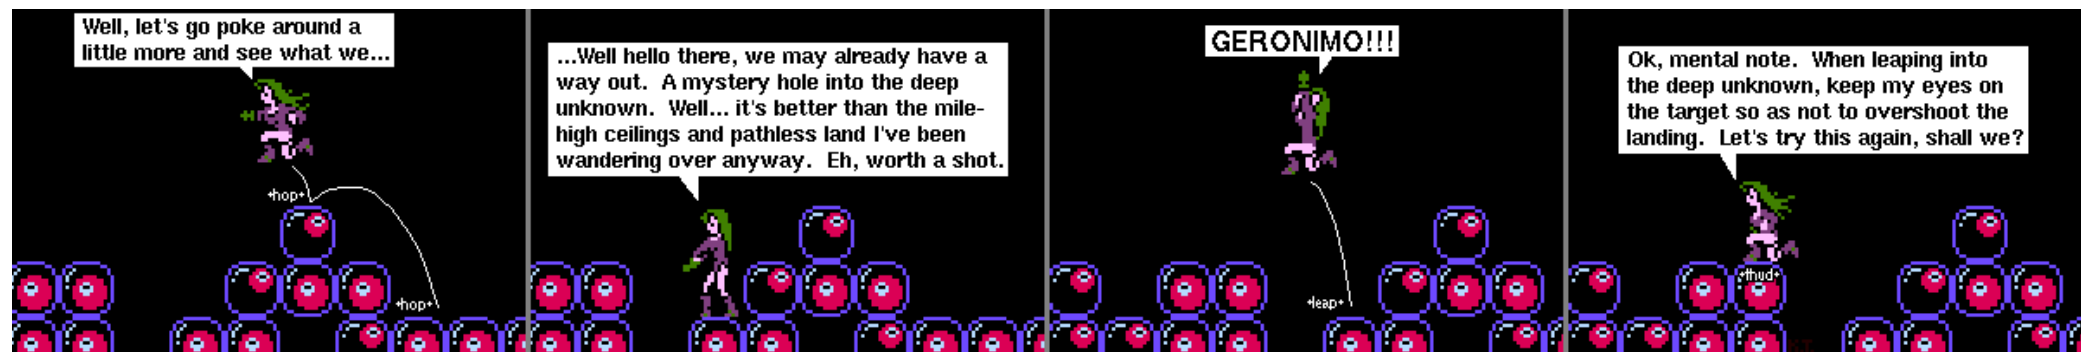 Well, let's go poke around a
little more and see what we...
+hop+
+hop+
...Well hello there, we may already have a
way out.  A mystery hole into the deep
unknown.  Well... it's better than the mile-
high ceilings and pathless land I've been
wandering over anyway.  Eh, worth a shot.
GERONIMO!!!
+leap+
Ok, mental note.  When leaping into
the deep unknown, keep my eyes on
the target so as not to overshoot the
landing.  Let's try this again, shall we?
+thud+